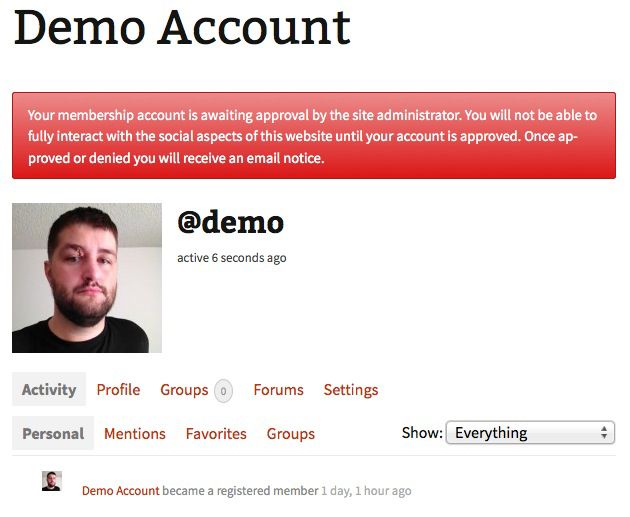 Demo Account
Your membership account is awaiting approval by the site administrator. You will not be able to
fully interact with the social aspects of this website until your account is approved. Once ap-
proved or denied you will receive an email notice.
@demo
active 6 seconds ago
Activity Profile Groups 0 Forums Settings
Personal Mentions Favorites Groups Show: Everything
Demo Account became a registered member 1 day, 1 hour ago